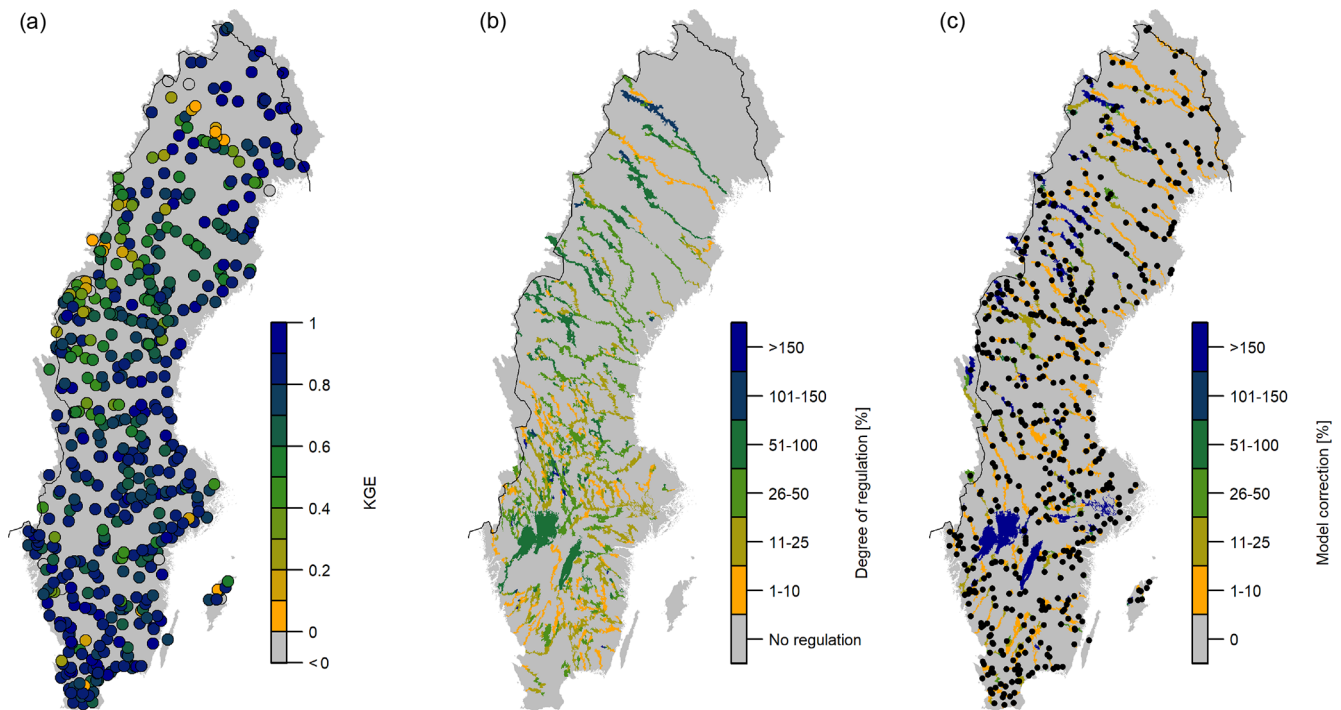 (a)
(b)
(c)
1
0.8
0.6
0.4
0.2
0
<0
KGE
>150
101-150
51-100
26-50
11-25
1-10
No regulation
Degree of regulation [%]
>150
101-150
51-100
26-50
11-25
1-10
0
Model correction [%]